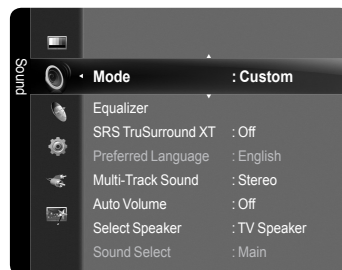 Sound
Mode : Custom
Equalizer
SRS TruSurround XT : Off
Preferred Language : English
Multi-Track Sound : Stereo
Auto Volume : Off
Select Speaker : TV Speaker
Sound Select : Main